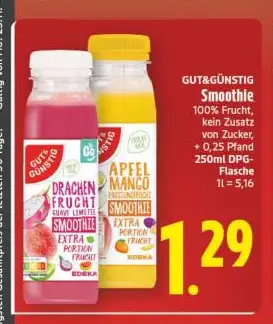 GUT&GÜNSTIG
Smoothie
100% Frucht,
kein Zusatz
von Zucker,
+ 0,25 Pfand
250ml DPG-
Flasche
1l = 5,16
1.29
GUT&
GÜNSTIG
DRACHEN
FRUCHT
GUAVE LIMETTE
SMOOTHIE
EXTRA
PORTION
FRUCHT
EDEKA
APFEL
MANGO
PASSIONSFRUCHT
SMOOTHIE
EXTRA
PORTION
FRUCHT
EDEKA